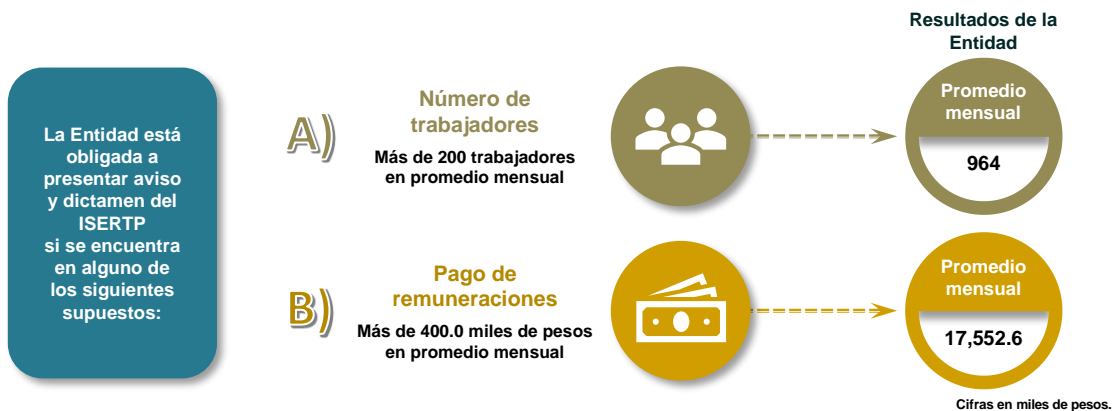 La Entidad está
obligada a
presentar aviso
y dictamen del
ISERTP
si se encuentra
en alguno de
los siguientes
supuestos:
A)
Número de
trabajadores
Más de 200 trabajadores
en promedio mensual
Resultados de la
Entidad
Promedio
mensual
964
B)
Pago de
remuneraciones
Más de 400.0 miles de pesos
en promedio mensual
Promedio
mensual
17,552.6
Cifras en miles de pesos.